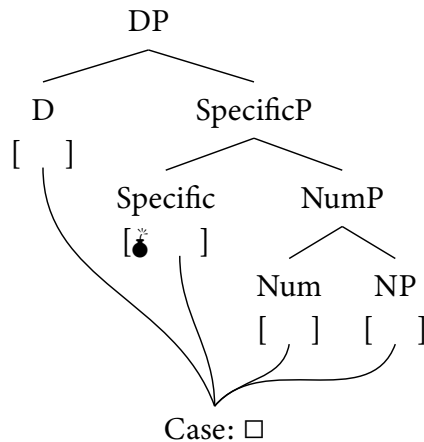 DP
D SpecificP
[ ] Specific NumP
[💣 ] Num NP
[ ] [ ]
Case: □